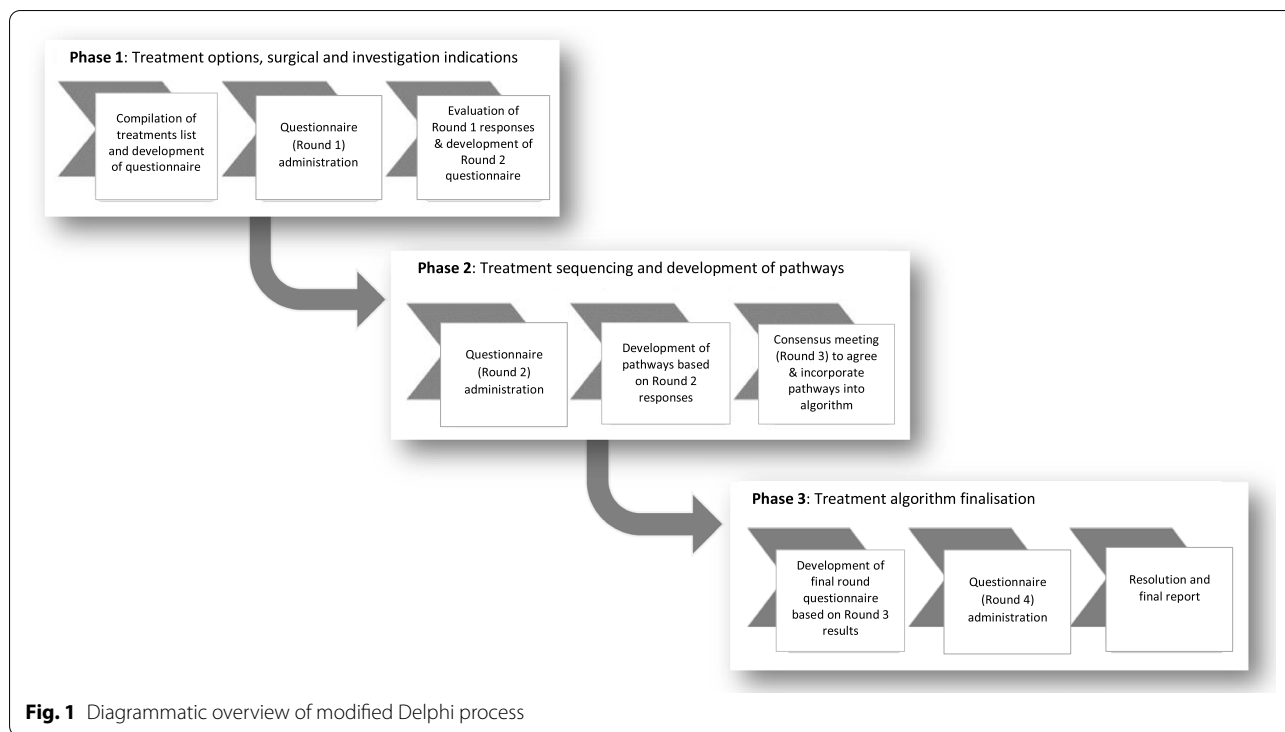 Phase 1: Treatment options, surgical and investigation indications
Compilation of
treatments list
and development
of questionnaire
Questionnaire
(Round 1)
administration
Evaluation of
Round 1 responses
& development of
Round 2
questionnaire
Phase 2: Treatment sequencing and development of pathways
Questionnaire
(Round 2)
administration
Development of
pathways based
on Round 2
responses
Consensus meeting
(Round 3) to agree
& incorporate
pathways into
algorithm
Phase 3: Treatment algorithm finalisation
Development of
final round
questionnaire
based on Round 3
results
Questionnaire
(Round 4)
administration
Resolution and
final report
Fig. 1 Diagrammatic overview of modified Delphi process